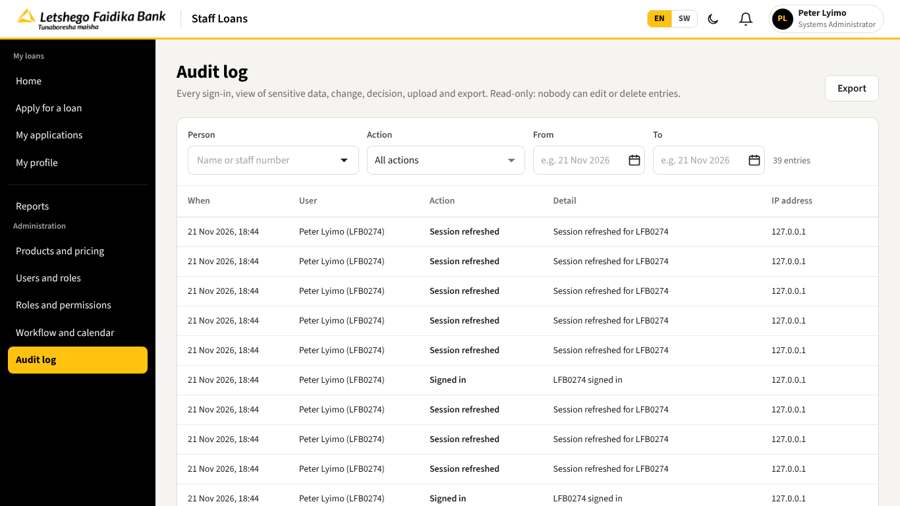 Letshego Faidika Bank
Tunaboresha maisha
Staff Loans
EN SW
PL
Peter Lyimo
Systems Administrator
My loans
Home
Apply for a loan
My applications
My profile
Reports
Administration
Products and pricing
Users and roles
Roles and permissions
Workflow and calendar
Audit log
Audit log
Every sign-in, view of sensitive data, change, decision, upload and export. Read-only: nobody can edit or delete entries.
Export
Person Action From To
Name or staff number All actions e.g. 21 Nov 2026 e.g. 21 Nov 2026 39 entries
When User Action Detail IP address
21 Nov 2026, 18:44 Peter Lyimo (LFB0274) Session refreshed Session refreshed for LFB0274 127.0.0.1
21 Nov 2026, 18:44 Peter Lyimo (LFB0274) Session refreshed Session refreshed for LFB0274 127.0.0.1
21 Nov 2026, 18:44 Peter Lyimo (LFB0274) Session refreshed Session refreshed for LFB0274 127.0.0.1
21 Nov 2026, 18:44 Peter Lyimo (LFB0274) Session refreshed Session refreshed for LFB0274 127.0.0.1
21 Nov 2026, 18:44 Peter Lyimo (LFB0274) Session refreshed Session refreshed for LFB0274 127.0.0.1
21 Nov 2026, 18:44 Peter Lyimo (LFB0274) Signed in LFB0274 signed in 127.0.0.1
21 Nov 2026, 18:44 Peter Lyimo (LFB0274) Session refreshed Session refreshed for LFB0274 127.0.0.1
21 Nov 2026, 18:44 Peter Lyimo (LFB0274) Session refreshed Session refreshed for LFB0274 127.0.0.1
21 Nov 2026, 18:44 Peter Lyimo (LFB0274) Session refreshed Session refreshed for LFB0274 127.0.0.1
21 Nov 2026, 18:44 Peter Lyimo (LFB0274) Signed in LFB0274 signed in 127.0.0.1